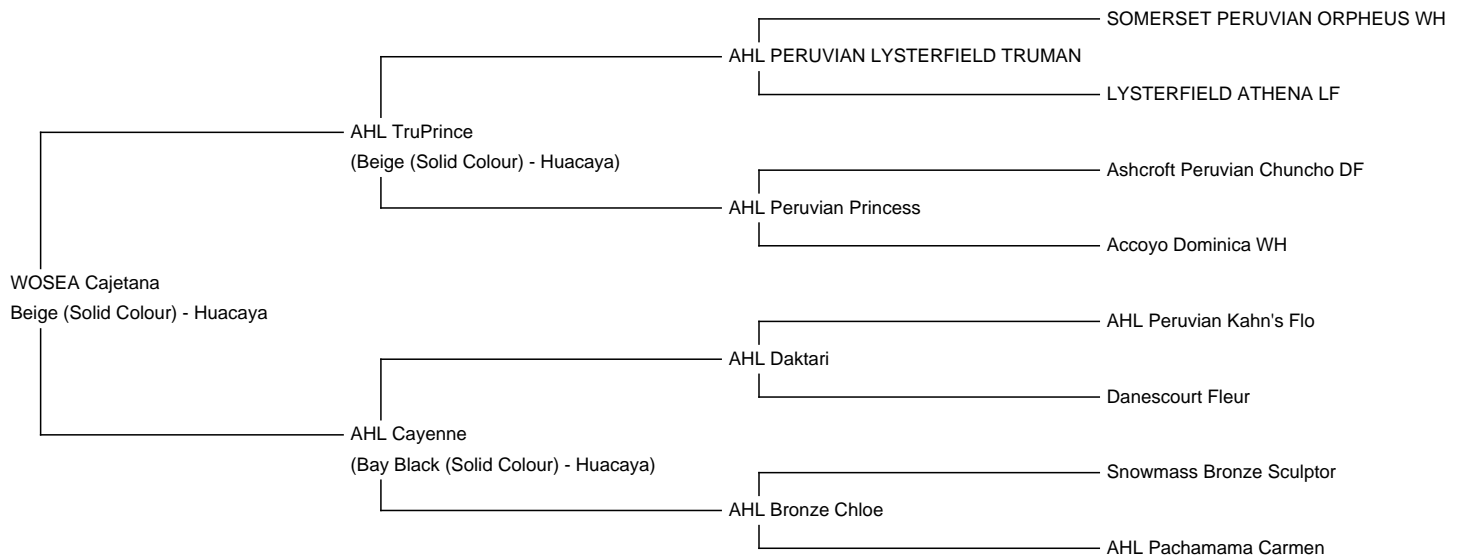 SOMERSET PERUVIAN ORPHEUS WH
AHL PERUVIAN LYSTERFIELD TRUMAN
LYSTERFIELD ATHENA LF
AHL TruPrince
(Beige (Solid Colour) - Huacaya)
Ashcroft Peruvian Chuncho DF
AHL Peruvian Princess
Accoyo Dominica WH
WOSEA Cajetana
Beige (Solid Colour) - Huacaya
AHL Peruvian Kahn's Flo
AHL Daktari
Danescourt Fleur
AHL Cayenne
(Bay Black (Solid Colour) - Huacaya)
Snowmass Bronze Sculptor
AHL Bronze Chloe
AHL Pachamama Carmen